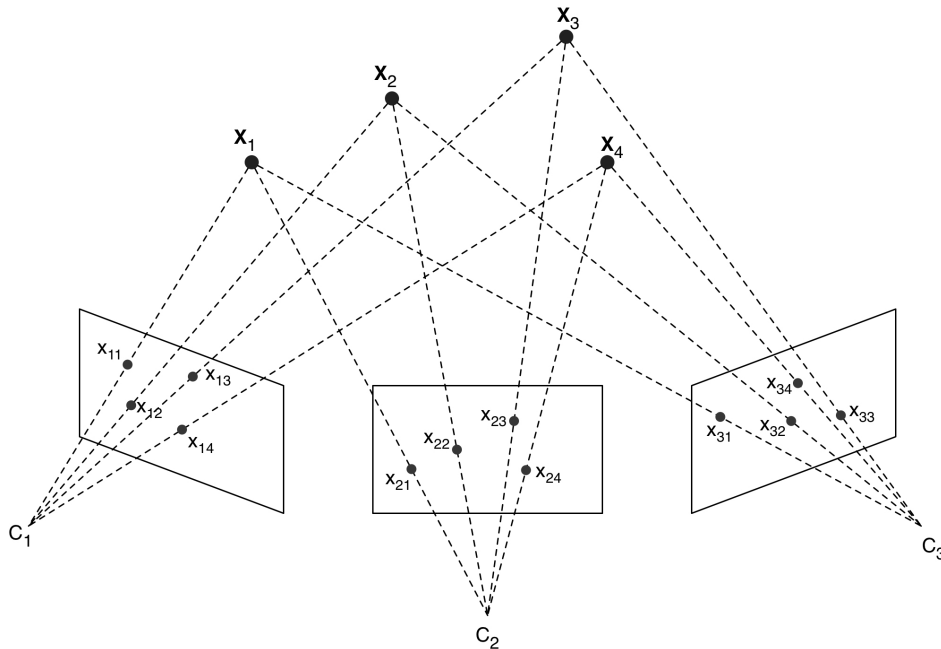 X₃
X₂
X₁
X₄
x₁₁
x₁₃
x₁₂
x₁₄
x₃₄
x₃₃
x₃₁
x₃₂
x₂₃
x₂₂
x₂₁
x₂₄
C₁
C₃
C₂